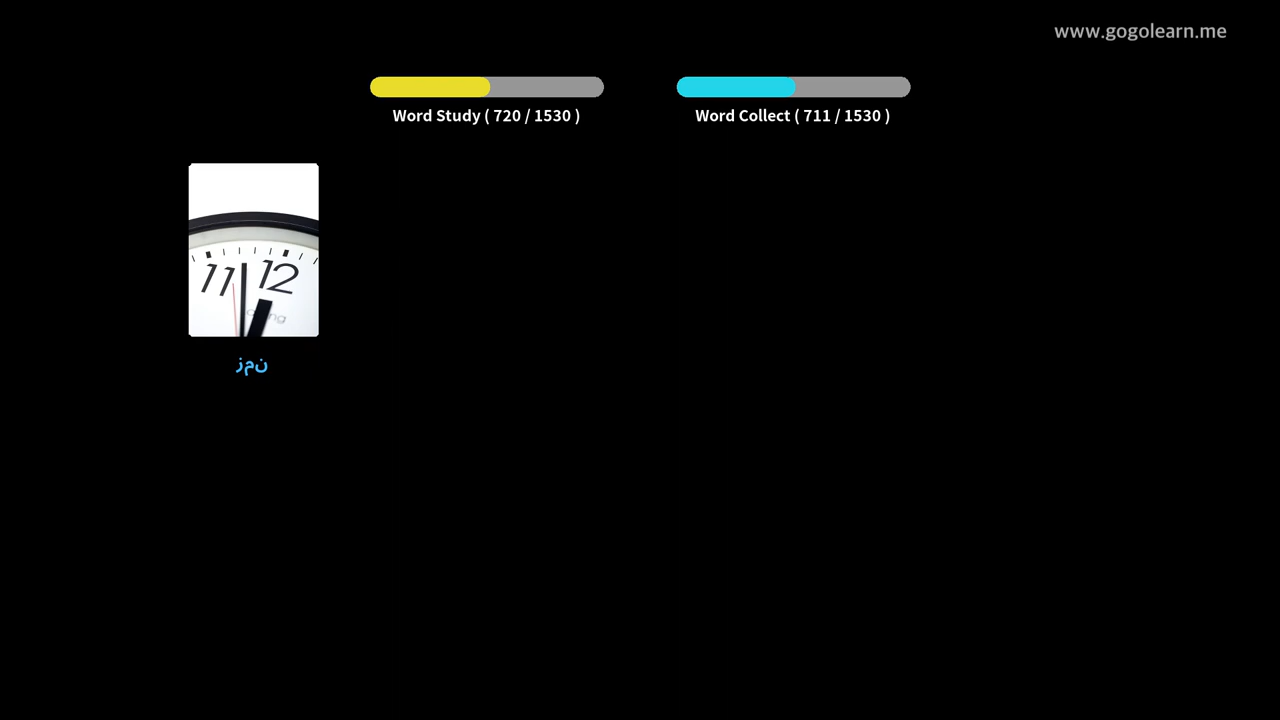 www.gogolearn.me
Word Study ( 720 / 1530 )
Word Collect ( 711 / 1530 )
11 12
زمن